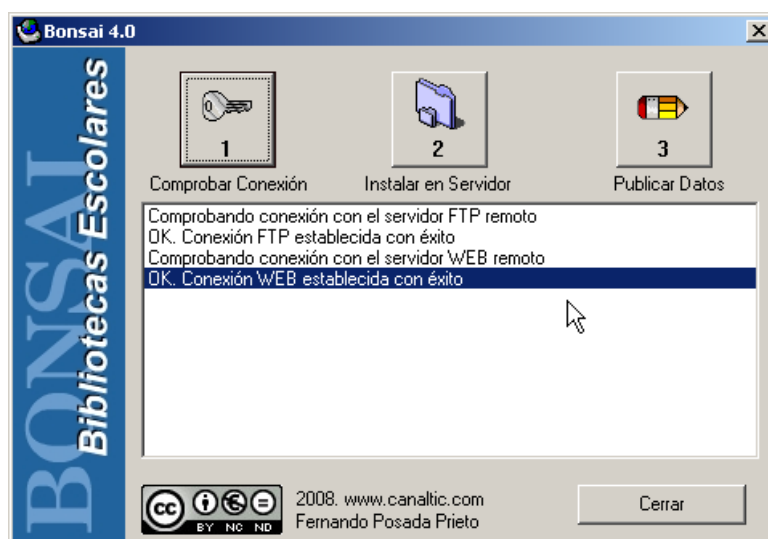 Bonsai 4.0
BONSAI
Bibliotecas Escolares
1
2
3
Comprobar Conexión
Instalar en Servidor
Publicar Datos
Comprobando conexión con el servidor FTP remoto
OK. Conexión FTP establecida con éxito
Comprobando conexión con el servidor WEB remoto
OK. Conexión WEB establecida con éxito
cc
BY NC ND
2008. www.canaltic.com
Fernando Posada Prieto
Cerrar